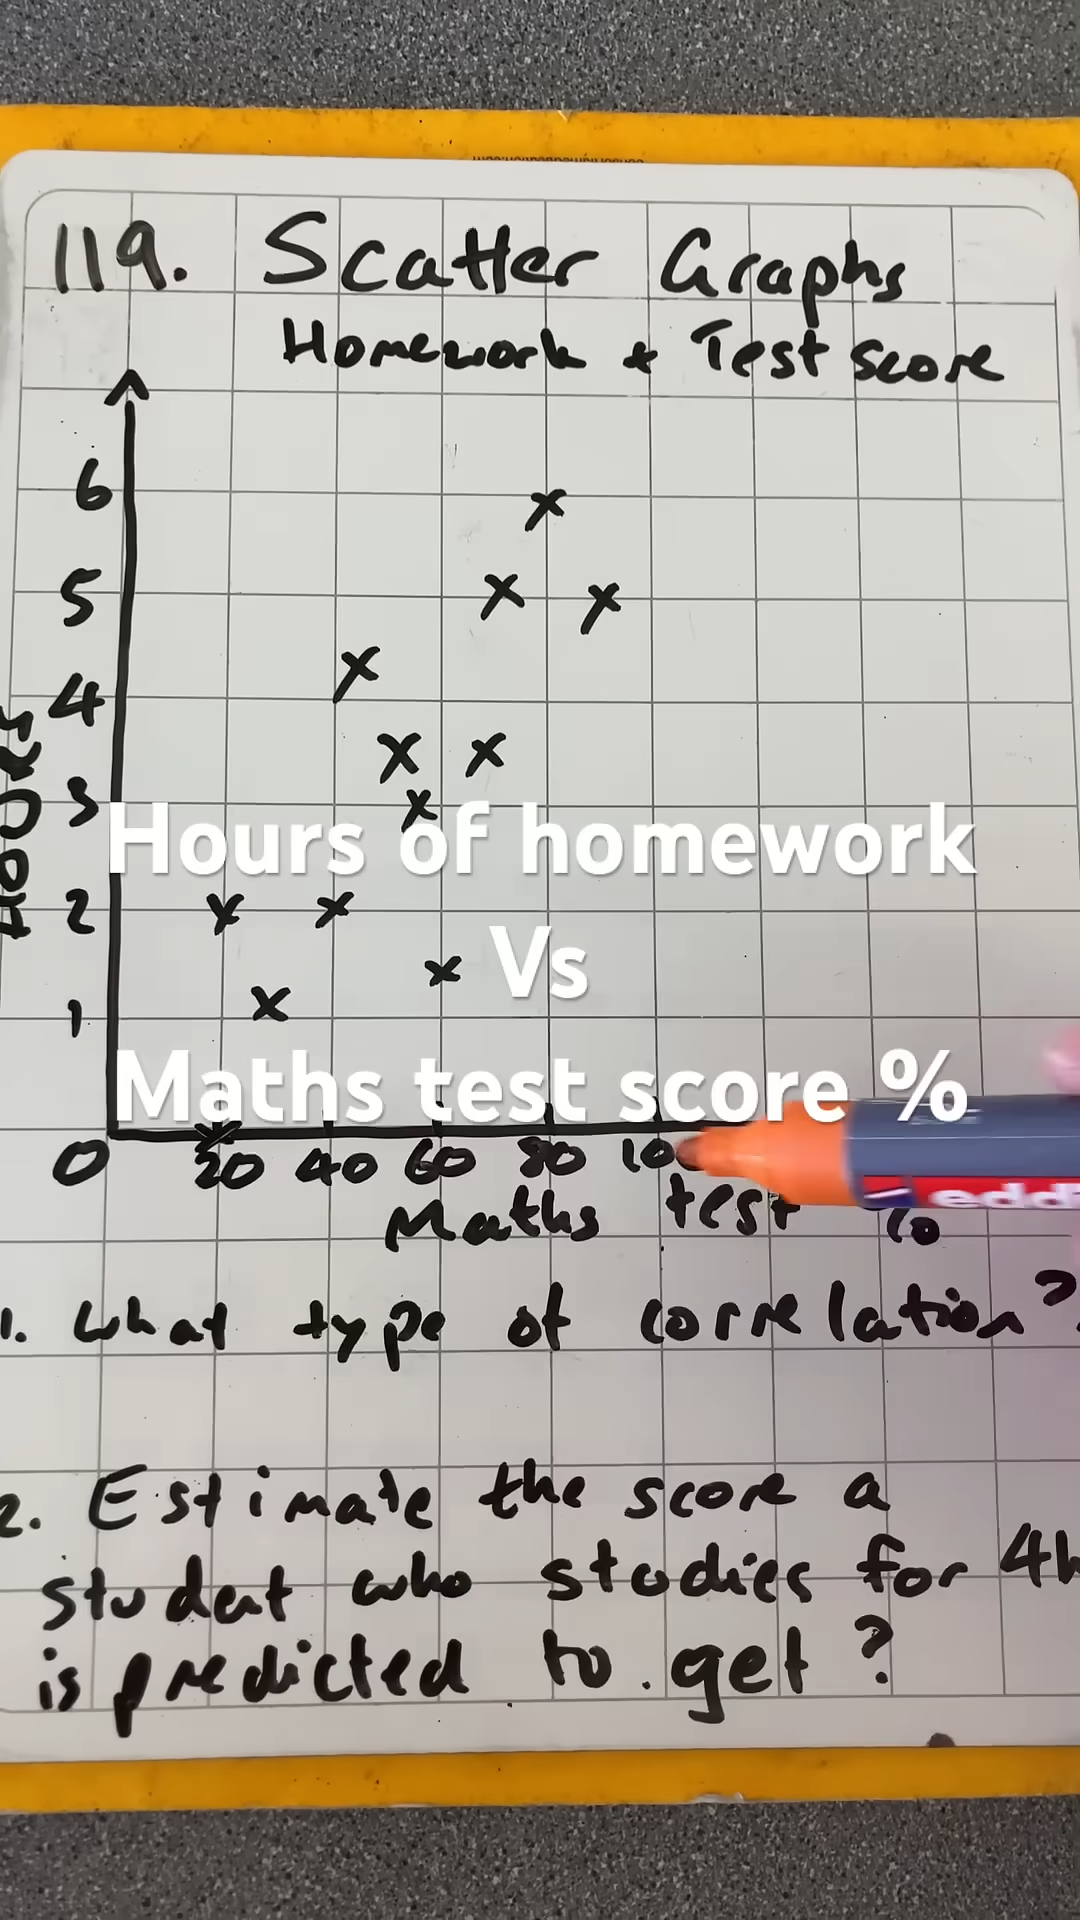 119. Scatter Graphs
Homework & Test score
6
5
4
3
2
1
HOURS
Hours of homework
Vs
Maths test score %
0 20 40 60 80
Maths test
1. What type of correlation?
2. Estimate the score a
student who studies for 4h
is predicted to get?